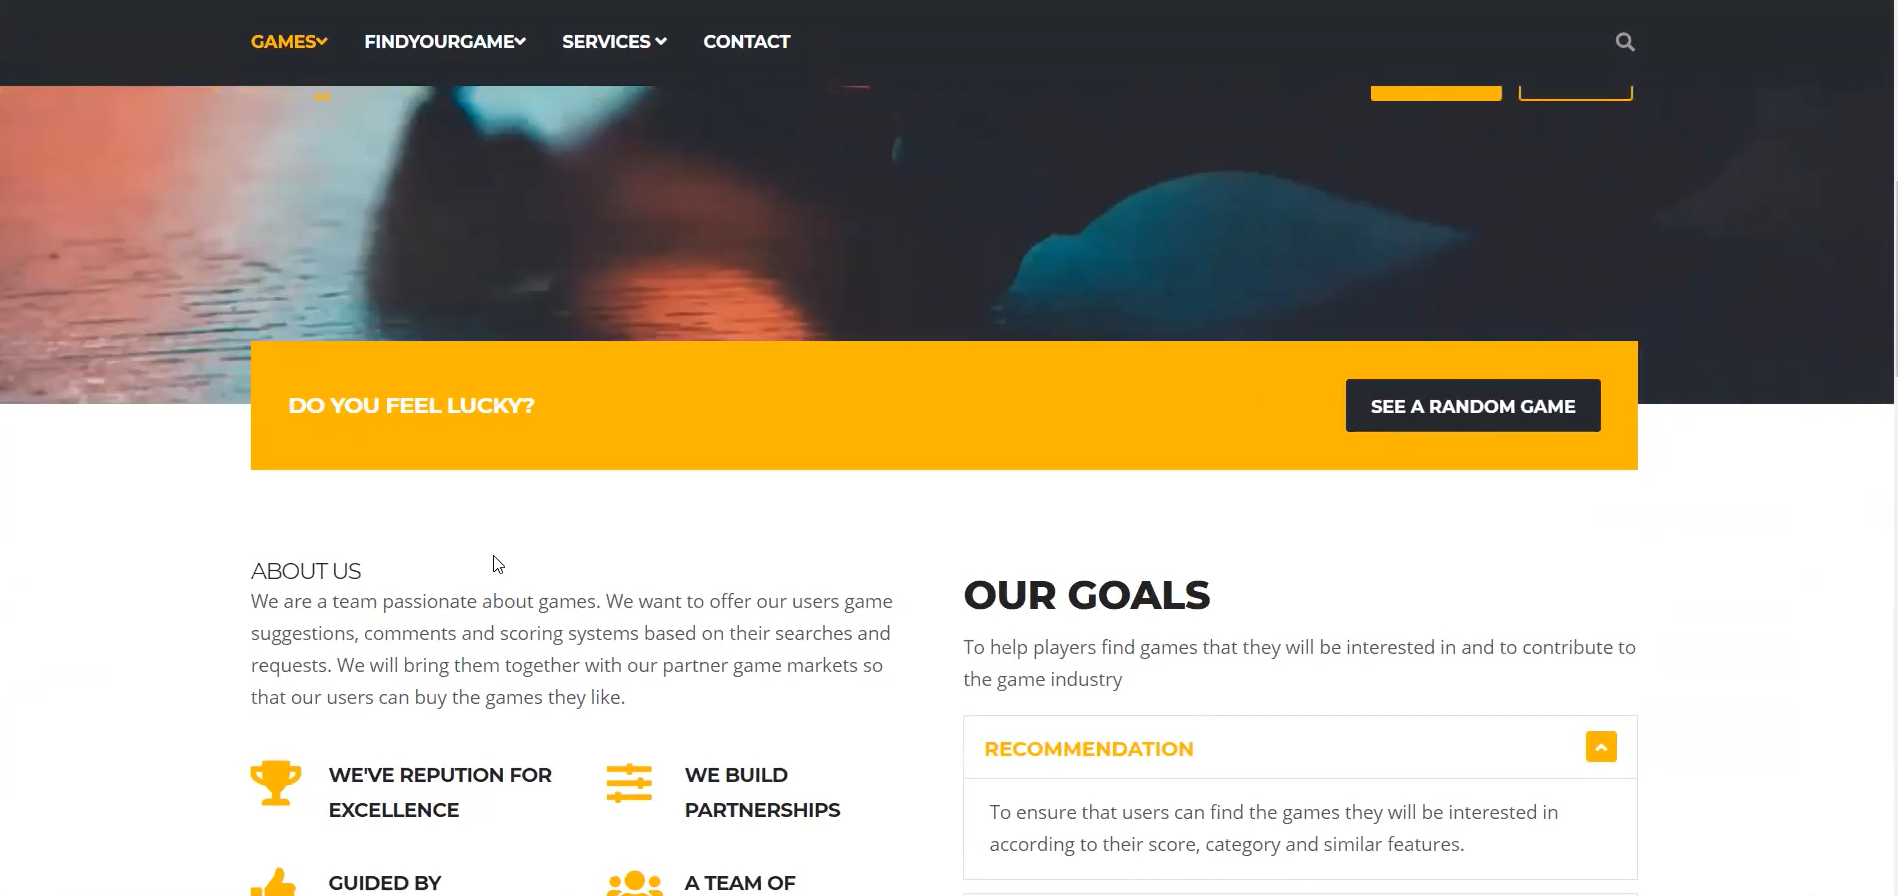 GAMES FINDYOURGAME SERVICES CONTACT
DO YOU FEEL LUCKY?
SEE A RANDOM GAME
ABOUT US
We are a team passionate about games. We want to offer our users game
suggestions, comments and scoring systems based on their searches and
requests. We will bring them together with our partner game markets so
that our users can buy the games they like.
WE'VE REPUTION FOR
EXCELLENCE
WE BUILD
PARTNERSHIPS
GUIDED BY
A TEAM OF
OUR GOALS
To help players find games that they will be interested in and to contribute to
the game industry
RECOMMENDATION
To ensure that users can find the games they will be interested in
according to their score, category and similar features.